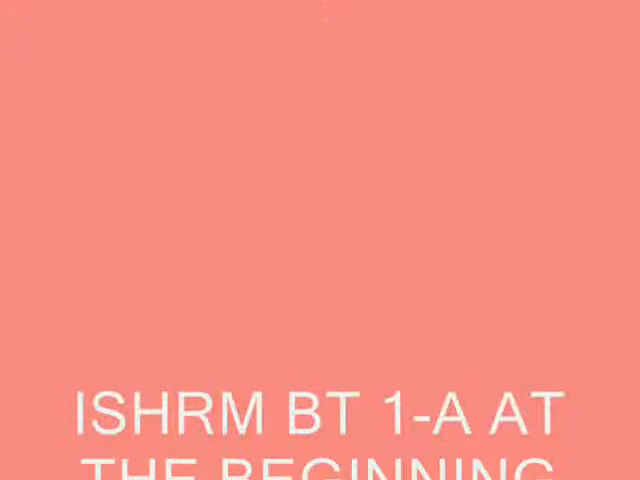 ISHRM BT 1-A AT
THE BEGINNING